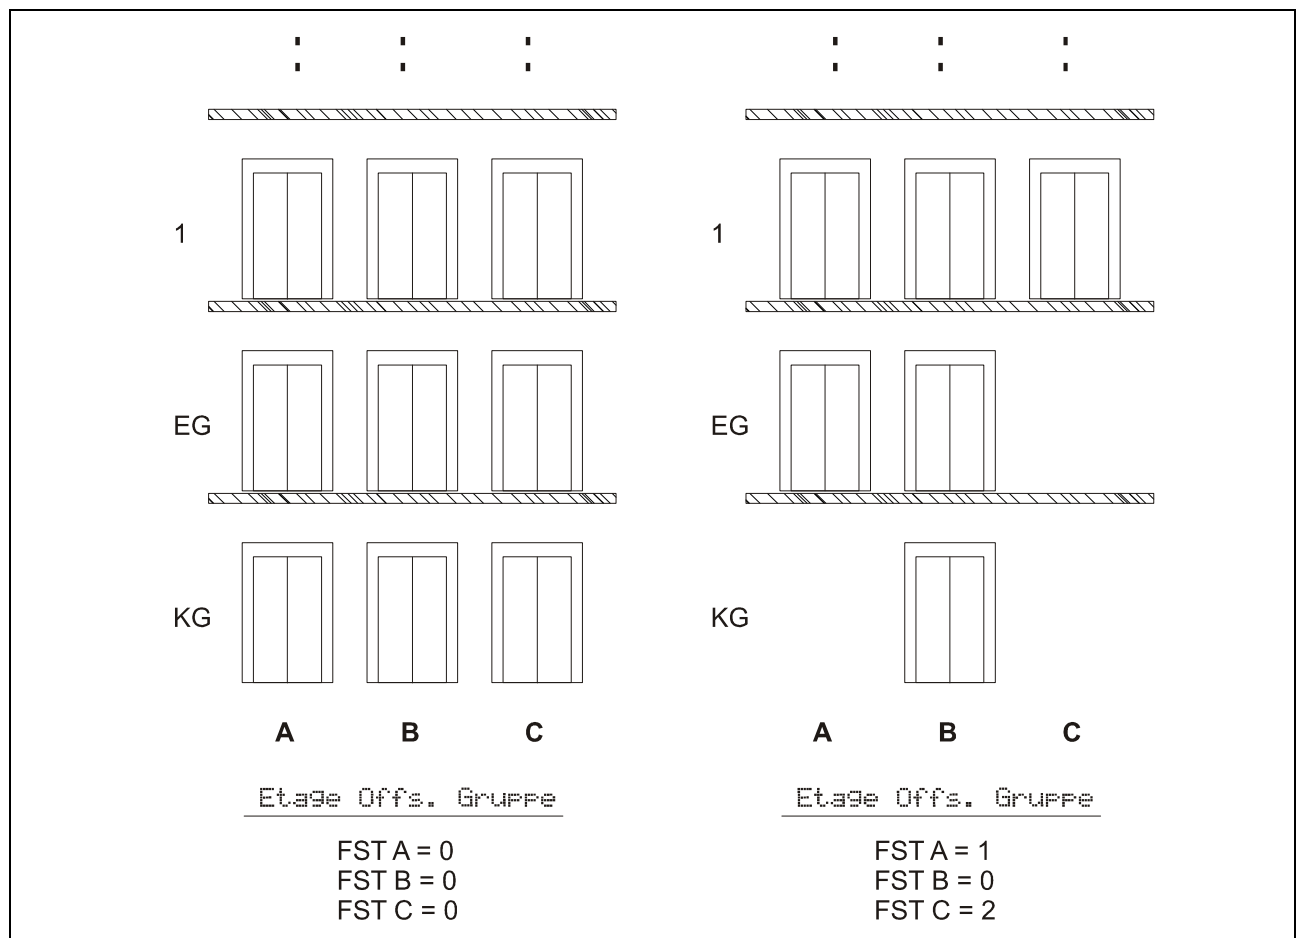 1
EG
KG
A B C
Etage Offs. Gruppe
FST A = 0
FST B = 0
FST C = 0
1
EG
KG
A B C
Etage Offs. Gruppe
FST A = 1
FST B = 0
FST C = 2